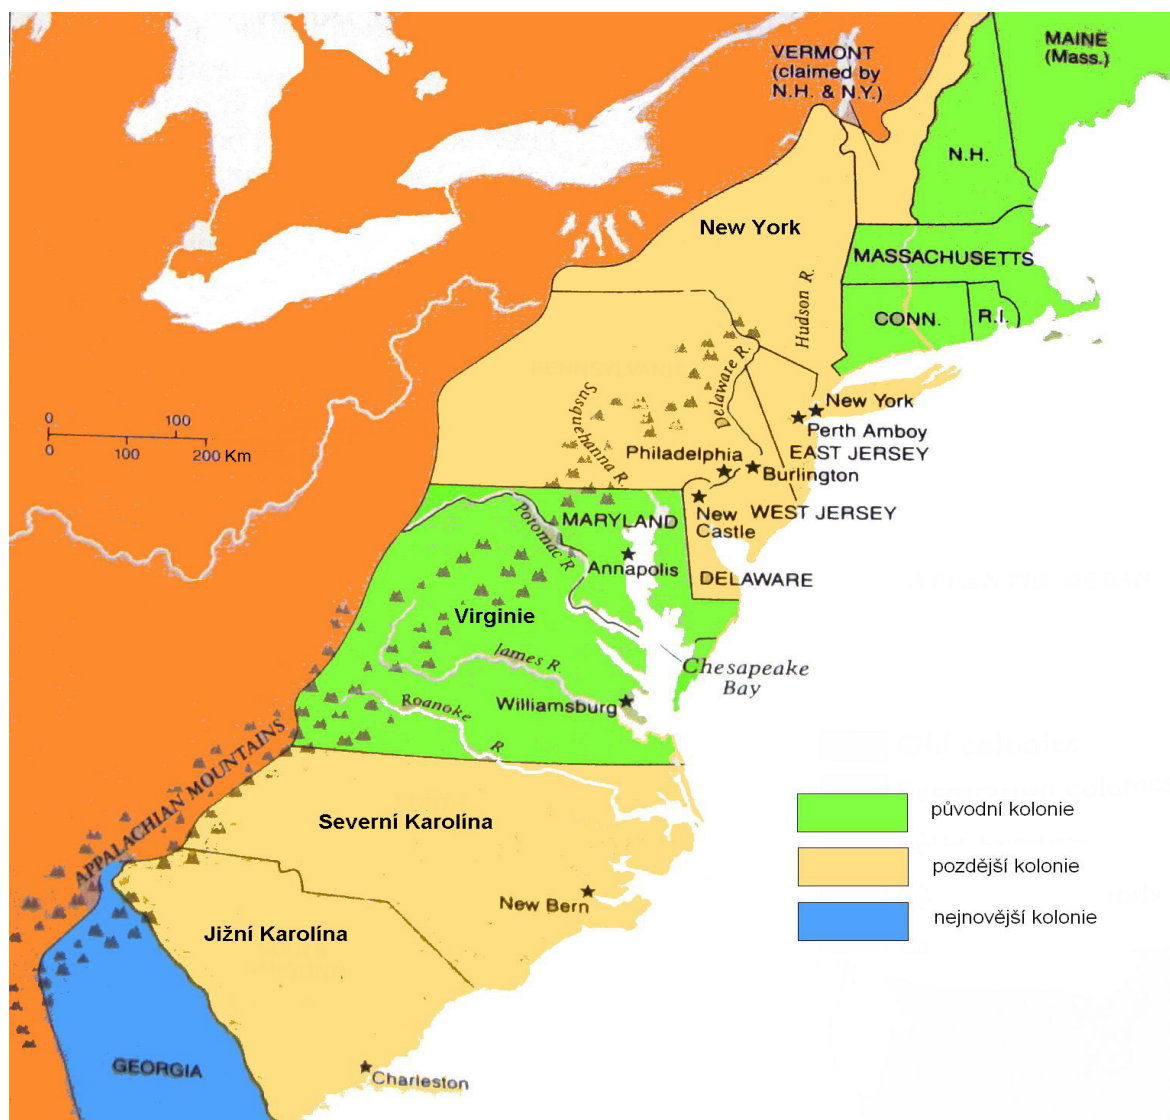 VERMONT
(claimed by
N.H. & N.Y.)
MAINE
(Mass.)
N.H.
New York
MASSACHUSETTS
Hudson R.
CONN.
R.I.
Delaware R.
Susquehanna R.
0 100
0 100 200 Km
New York
Perth Amboy
EAST JERSEY
Philadelphia
Burlington
WEST JERSEY
New
Castle
MARYLAND
Potomac R
Annapolis
DELAWARE
Virginie
James R.
Chesapeake
Bay
Williamsburg
Roanoke
R
APPALACHIAN MOUNTAINS
Severní Karolína
původní kolonie
pozdější kolonie
nejnovější kolonie
New Bern
Jižní Karolína
GEORGIA
Charleston